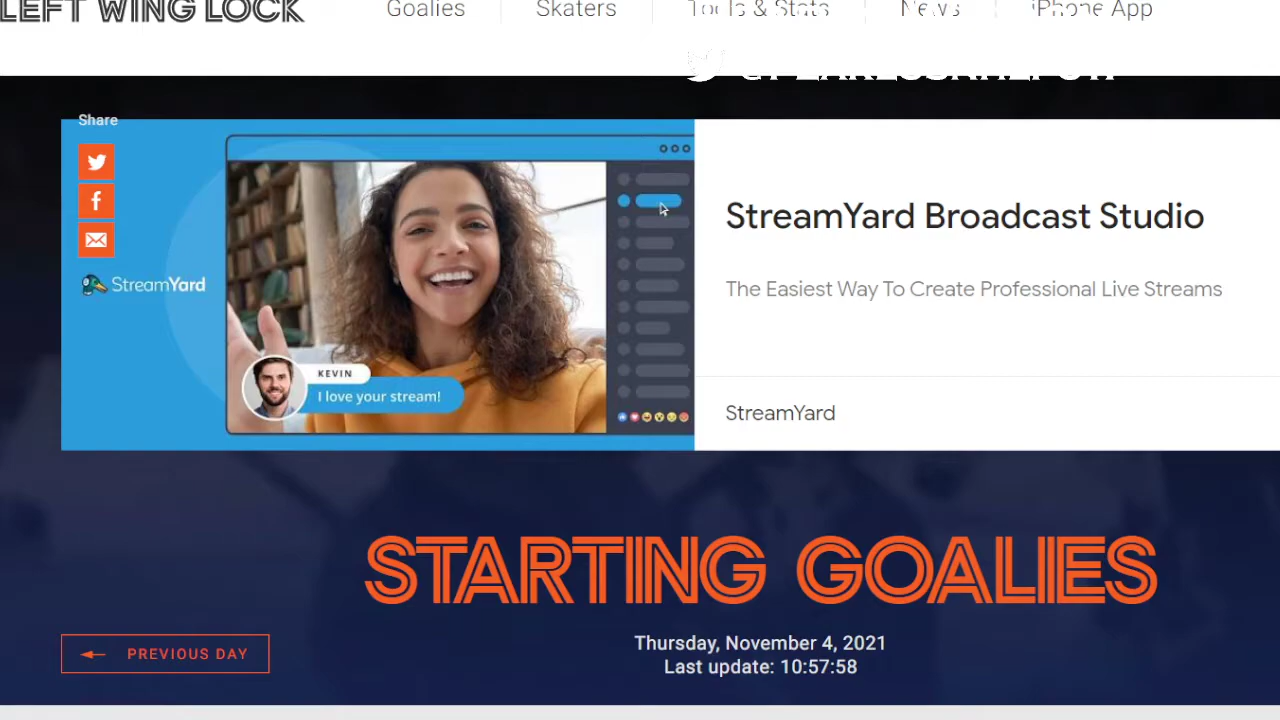 LEFT WING LOCK
Goalies
Skaters
Tools & Stats
News
iPhone App
Share
StreamYard
KEVIN
I love your stream!
StreamYard Broadcast Studio
The Easiest Way To Create Professional Live Streams
StreamYard
STARTING GOALIES
PREVIOUS DAY
Thursday, November 4, 2021
Last update: 10:57:58